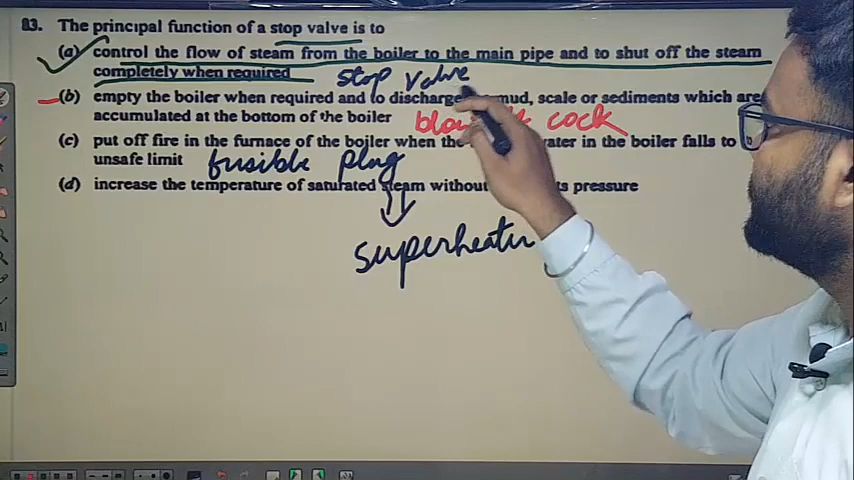 83. The principal function of a stop valve is to
(a) control the flow of steam from the boiler to the main pipe and to shut off the steam
completely when required stop valve
(b) empty the boiler when required and to discharge mud, scale or sediments which are
accumulated at the bottom of the boiler cock
(c) put off fire in the furnace of the boiler when the water in the boiler falls to
unsafe limit fusible plug
(d) increase the temperature of saturated steam without its pressure
superheater